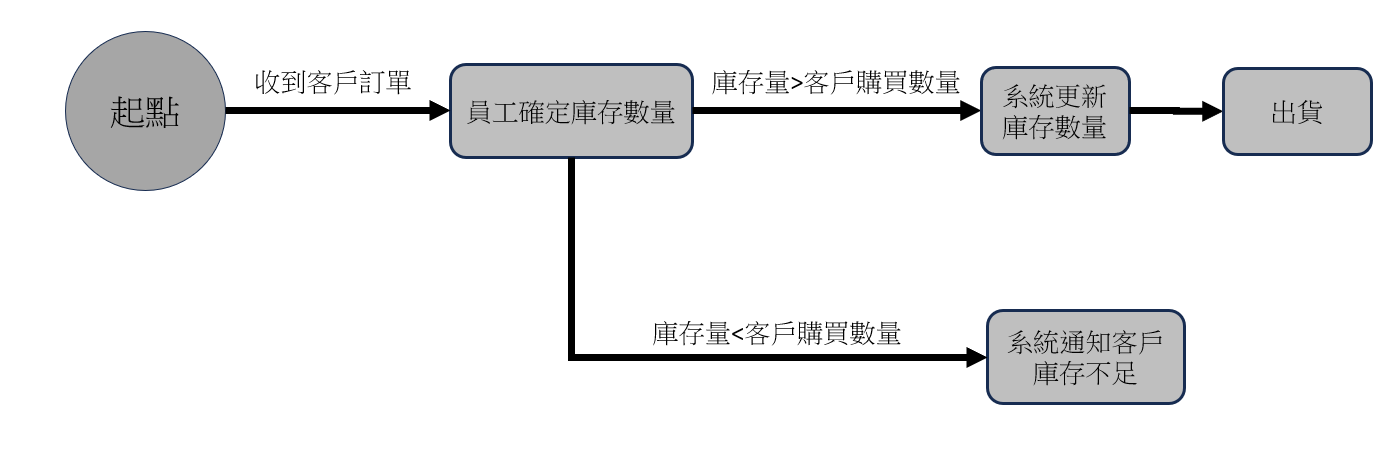 起點
收到客戶訂單
員工確定庫存數量
庫存量>客戶購買數量
系統更新
庫存數量
出貨
庫存量<客戶購買數量
系統通知客戶
庫存不足